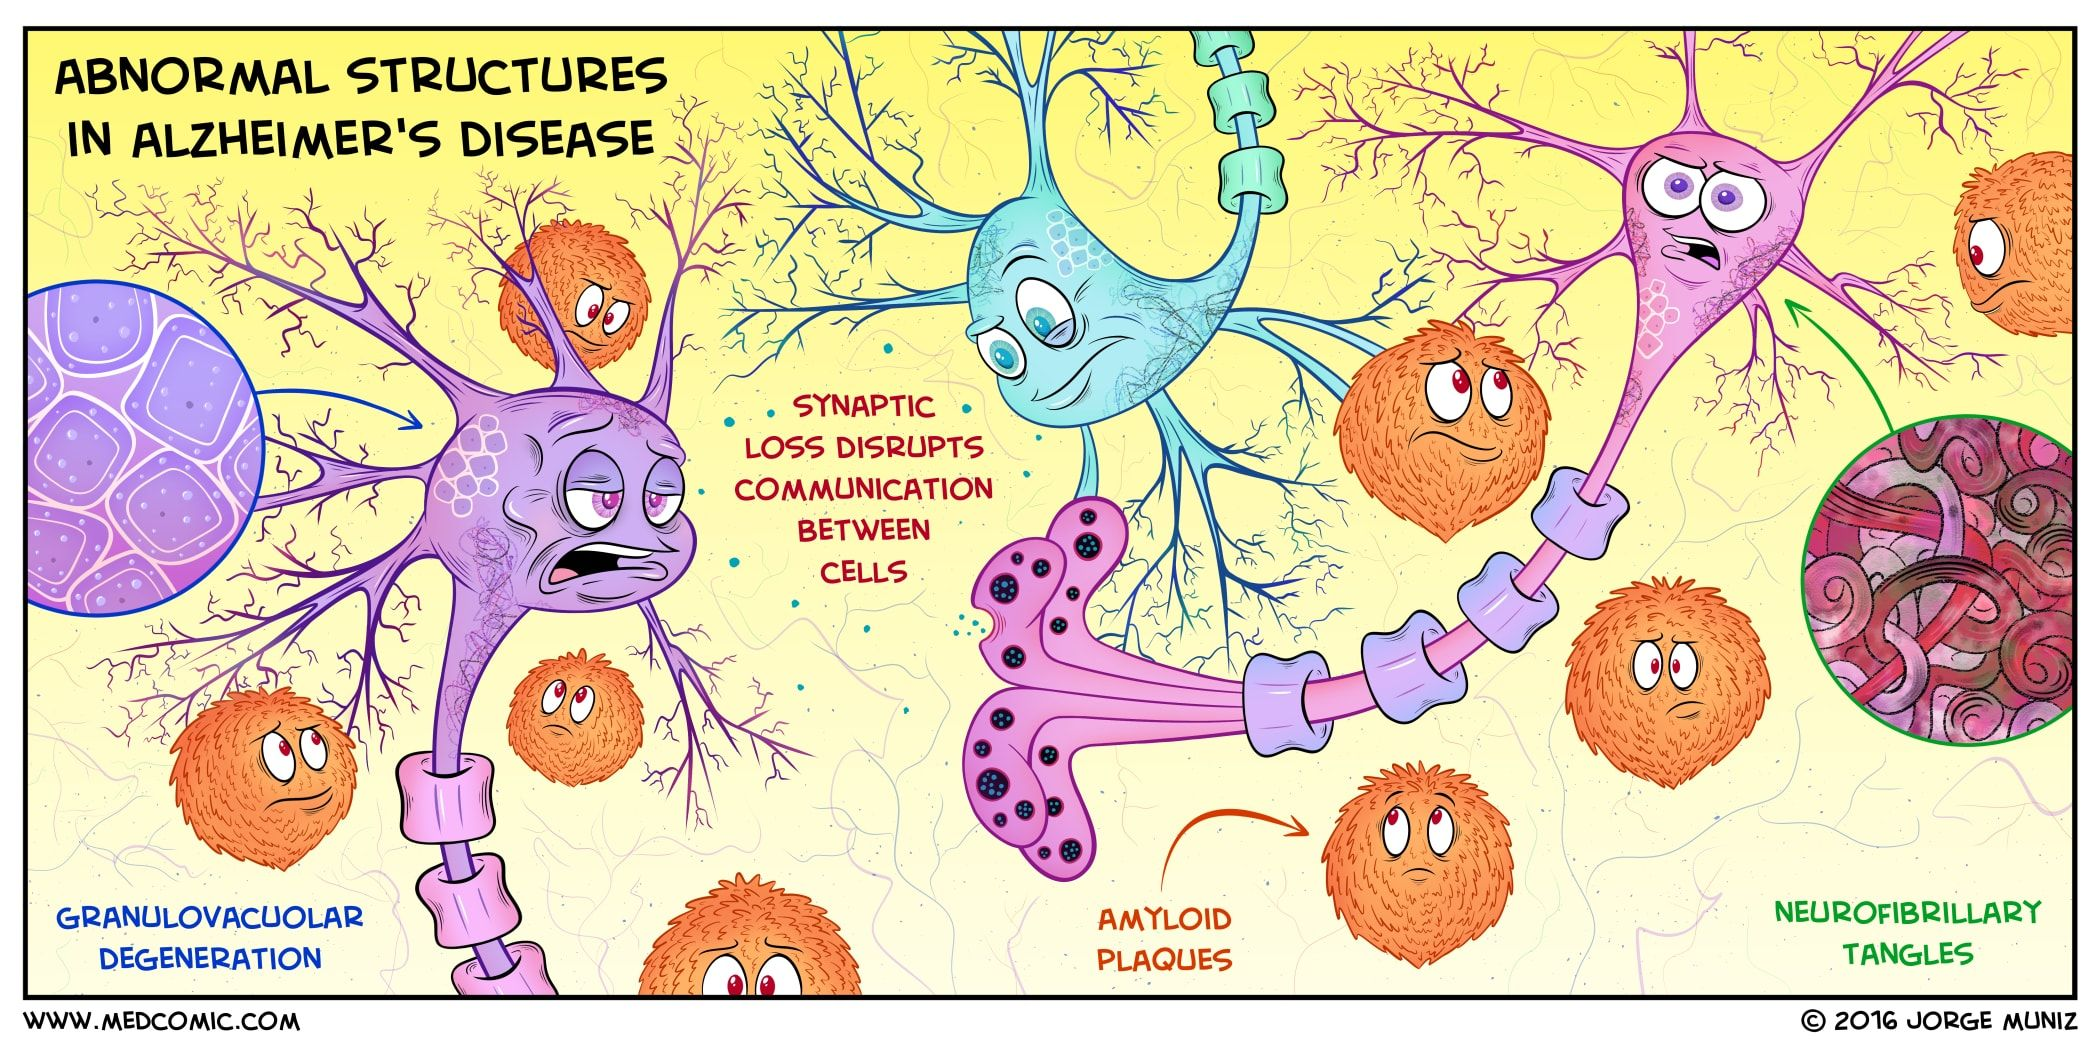 ABNORMAL STRUCTURES
IN ALZHEIMER'S DISEASE
SYNAPTIC
LOSS DISRUPTS
COMMUNICATION
BETWEEN
CELLS
GRANULOVACUOLAR
DEGENERATION
AMYLOID
PLAQUES
NEUROFIBRILLARY
TANGLES
WWW.MEDCOMIC.COM
© 2016 JORGE MUNIZ